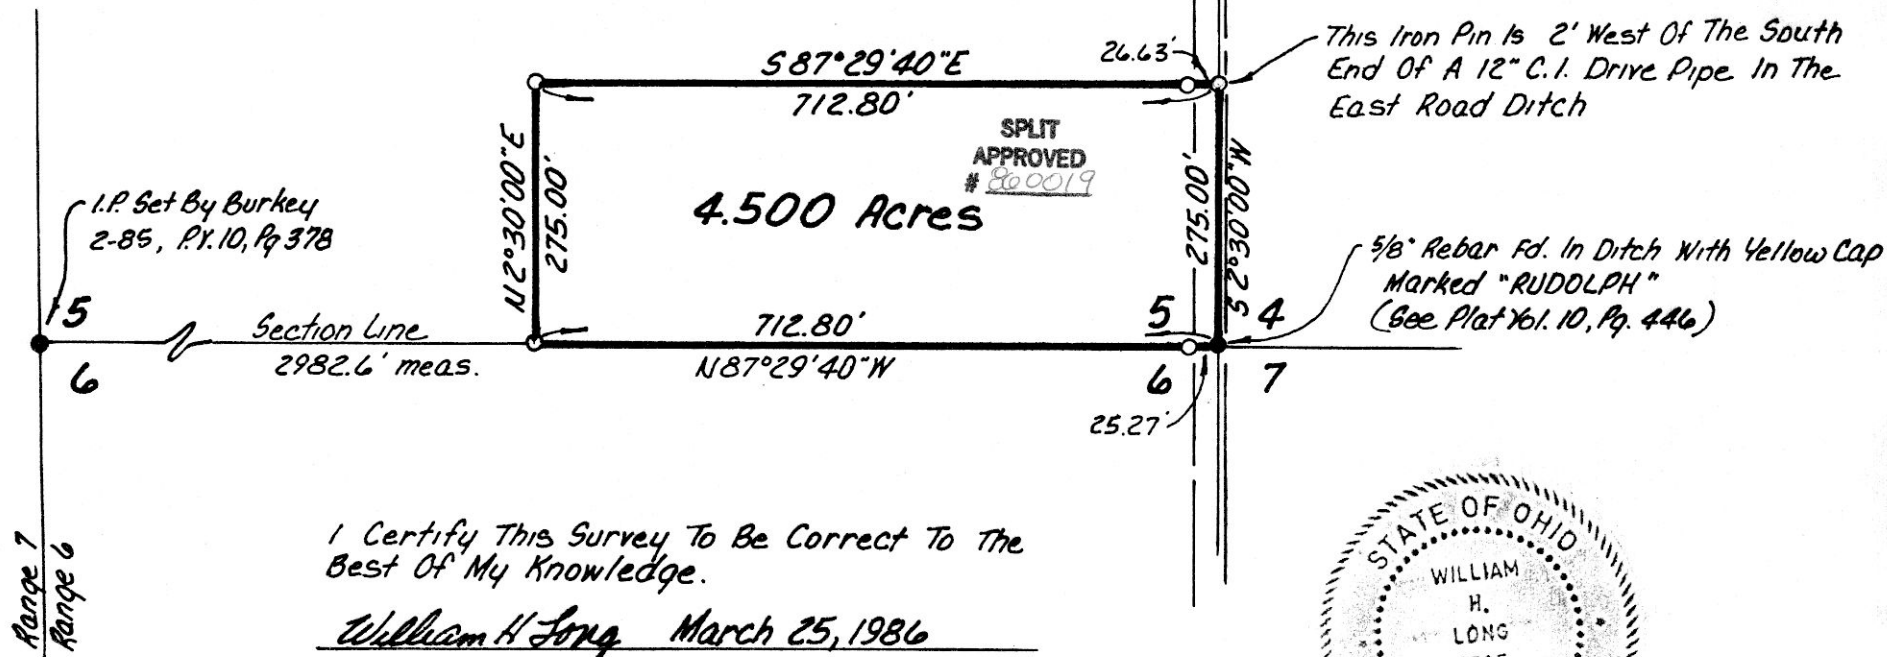 This Iron Pin Is 2' West Of The South
End Of A 12" C.I. Drive Pipe In The
East Road Ditch
26.63'
S 87°29'40"E
712.80'
SPLIT
APPROVED
# 860019
4.500 Acres
N2°30'00"E
275.00'
275.00'
S2°30'00"W
I.P. Set By Burkey
2-85, P.V. 10, Pg 378
5/8" Rebar Fd. In Ditch With Yellow Cap
Marked "RUDOLPH"
(See Plat Vol. 10, Pg. 446)
5
6
Section Line
2982.6' meas.
712.80'
N87°29'40"W
5
4
6
7
25.27'
Range 7
Range 6
I Certify This Survey To Be Correct To The
Best Of My Knowledge.
William H Long March 25, 1986
STATE OF OHIO
WILLIAM
H.
LONG